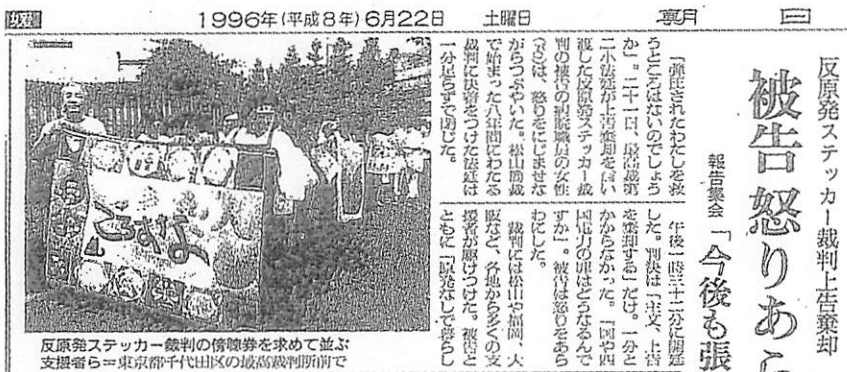 1996年(平成8年)6月22日 土曜日 朝 日
反原発ステッカー裁判上告棄却
被告怒りあら
報告集会「今後も張
「弾圧されたわたしを救
うところはないのでしょう
か」。二十一日、最高裁第
二小法廷が上告棄却を言い
渡した反原発ステッカー裁
判の被告の病院職員の女性
は、怒りをにじませな
がらつぶやいた。松山簡裁
で始まった六年間にわたる
裁判に決着をつけた法廷は
一分足らずで閉じた。
午後一時三十二分に開廷
した。判決は「主文、上告
を棄却する」だけ。一分と
かからなかった。「国や四
国電力の罪はどうなるんで
すか」。被告は怒りをあら
わにした。
裁判には松山や福岡、大
阪など、各地から多くの支
援者が駆けつけた。被告と
ともに「原発なしで暮らし
ころすな
反原発ステッカー裁判の傍聴券を求めて並ぶ
支援者ら=東京都千代田区の最高裁判所前で